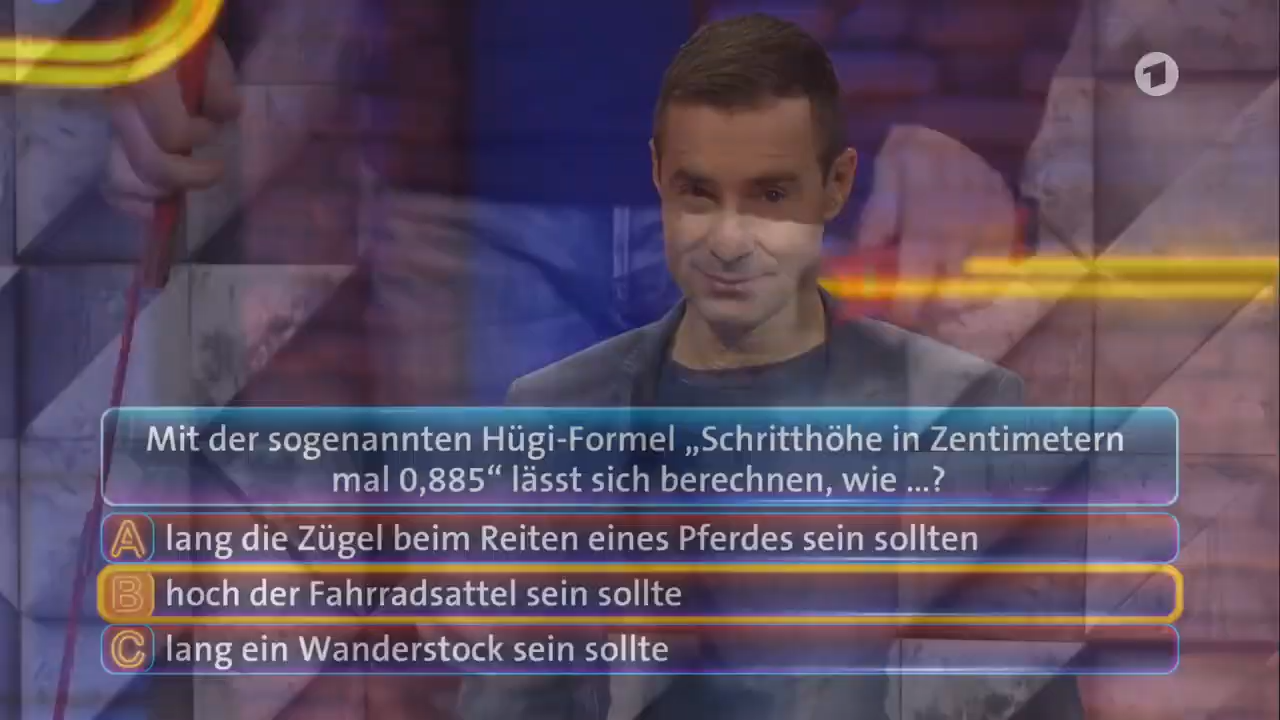 1
Mit der sogenannten Hügi-Formel „Schritthöhe in Zentimetern
mal 0,885“ lässt sich berechnen, wie ...?
A lang die Zügel beim Reiten eines Pferdes sein sollten
B hoch der Fahrradsattel sein sollte
C lang ein Wanderstock sein sollte